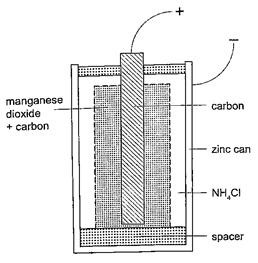 +
−
manganese
dioxide
+ carbon
carbon
zinc can
NH₄Cl
spacer